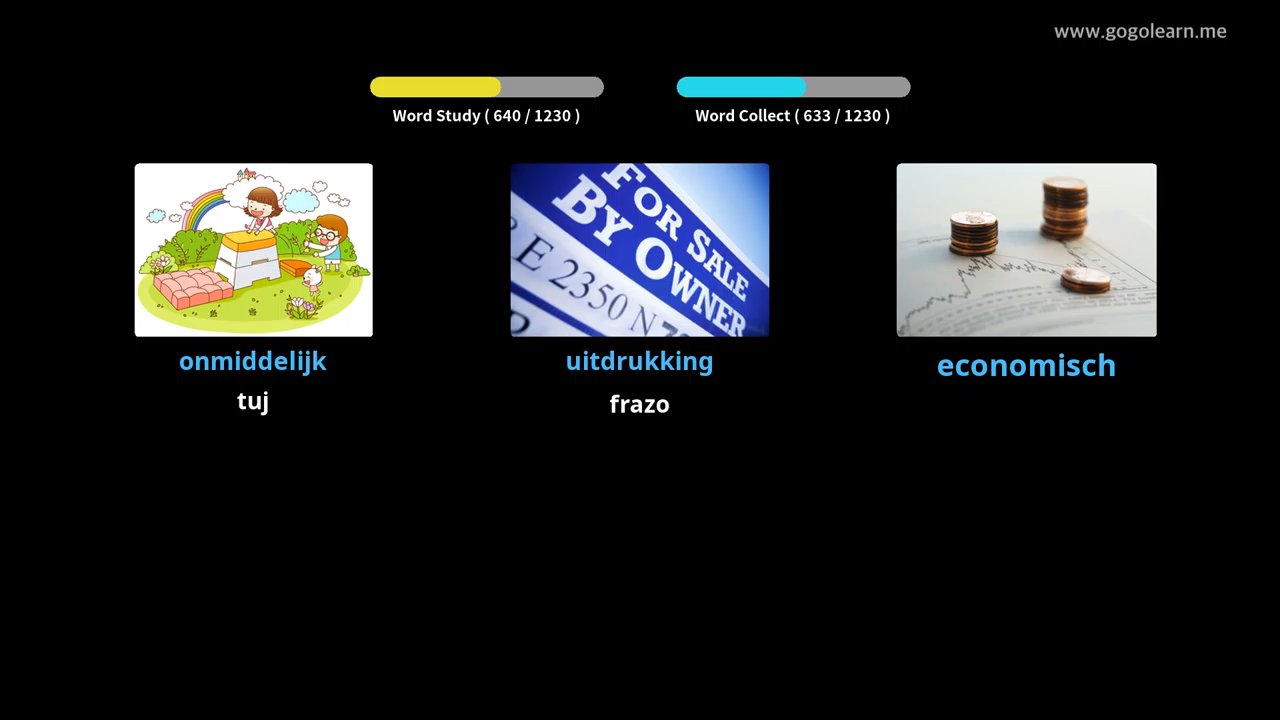 www.gogolearn.me
Word Study ( 640 / 1230 )
Word Collect ( 633 / 1230 )
FOR SALE
BY OWNER
E 2350 N
onmiddelijk
uitdrukking
economisch
tuj
frazo